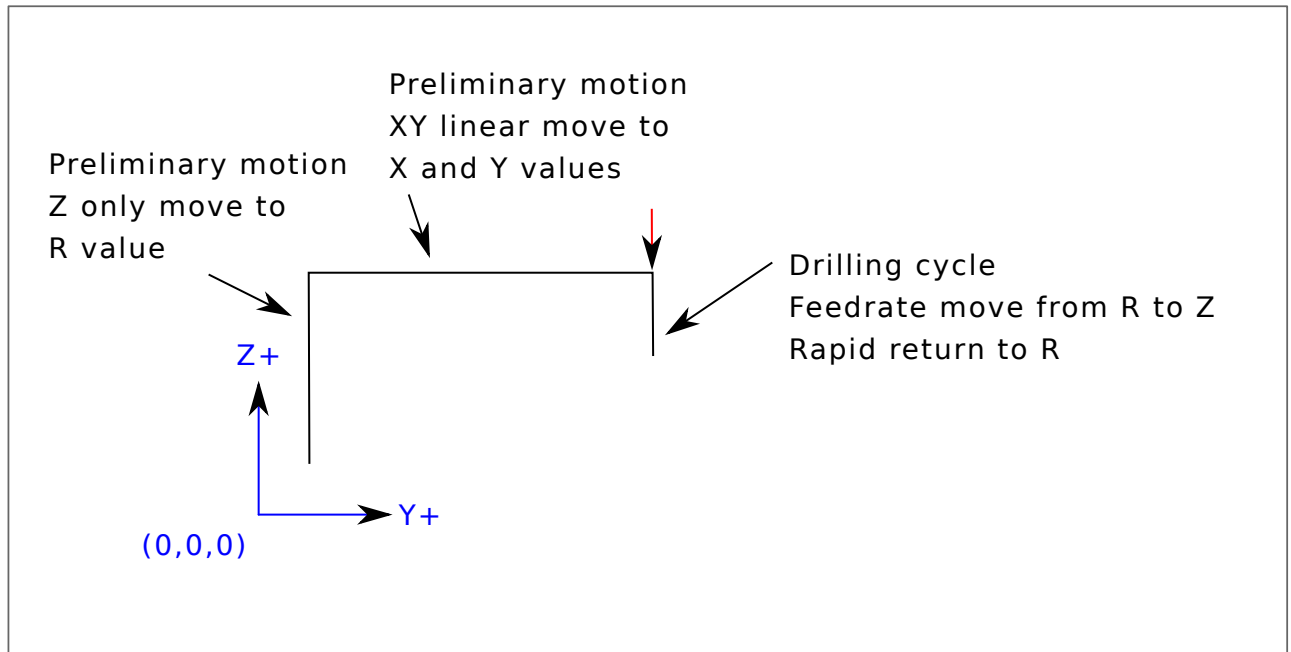 Preliminary motion
XY linear move to
X and Y values
Preliminary motion
Z only move to
R value
Drilling cycle
Feedrate move from R to Z
Rapid return to R
Z+
Y+
(0,0,0)